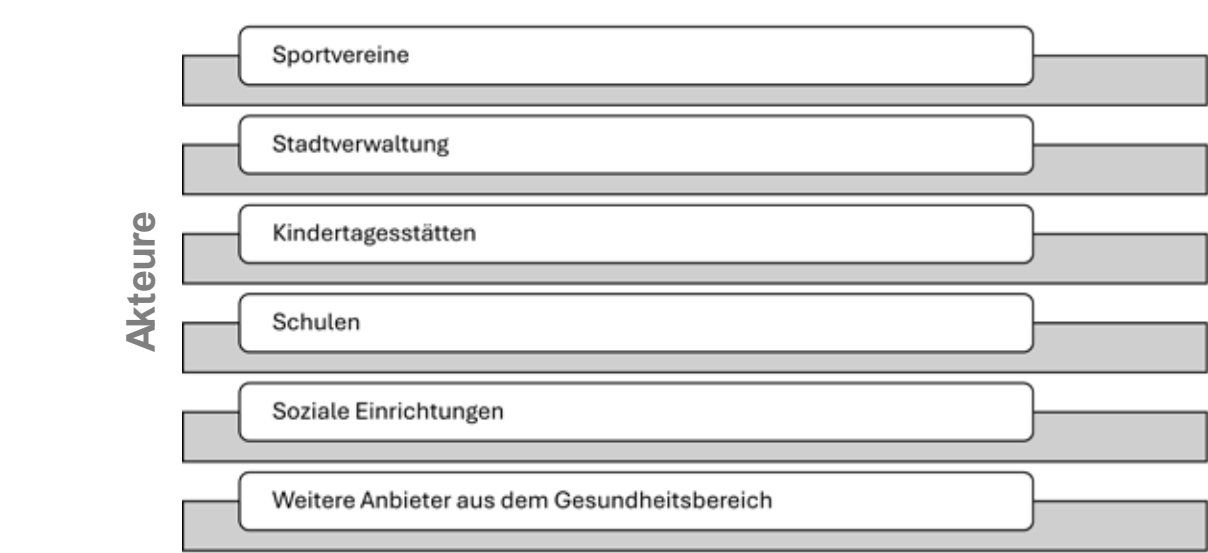 Akteure
Sportvereine
Stadtverwaltung
Kindertagesstätten
Schulen
Soziale Einrichtungen
Weitere Anbieter aus dem Gesundheitsbereich